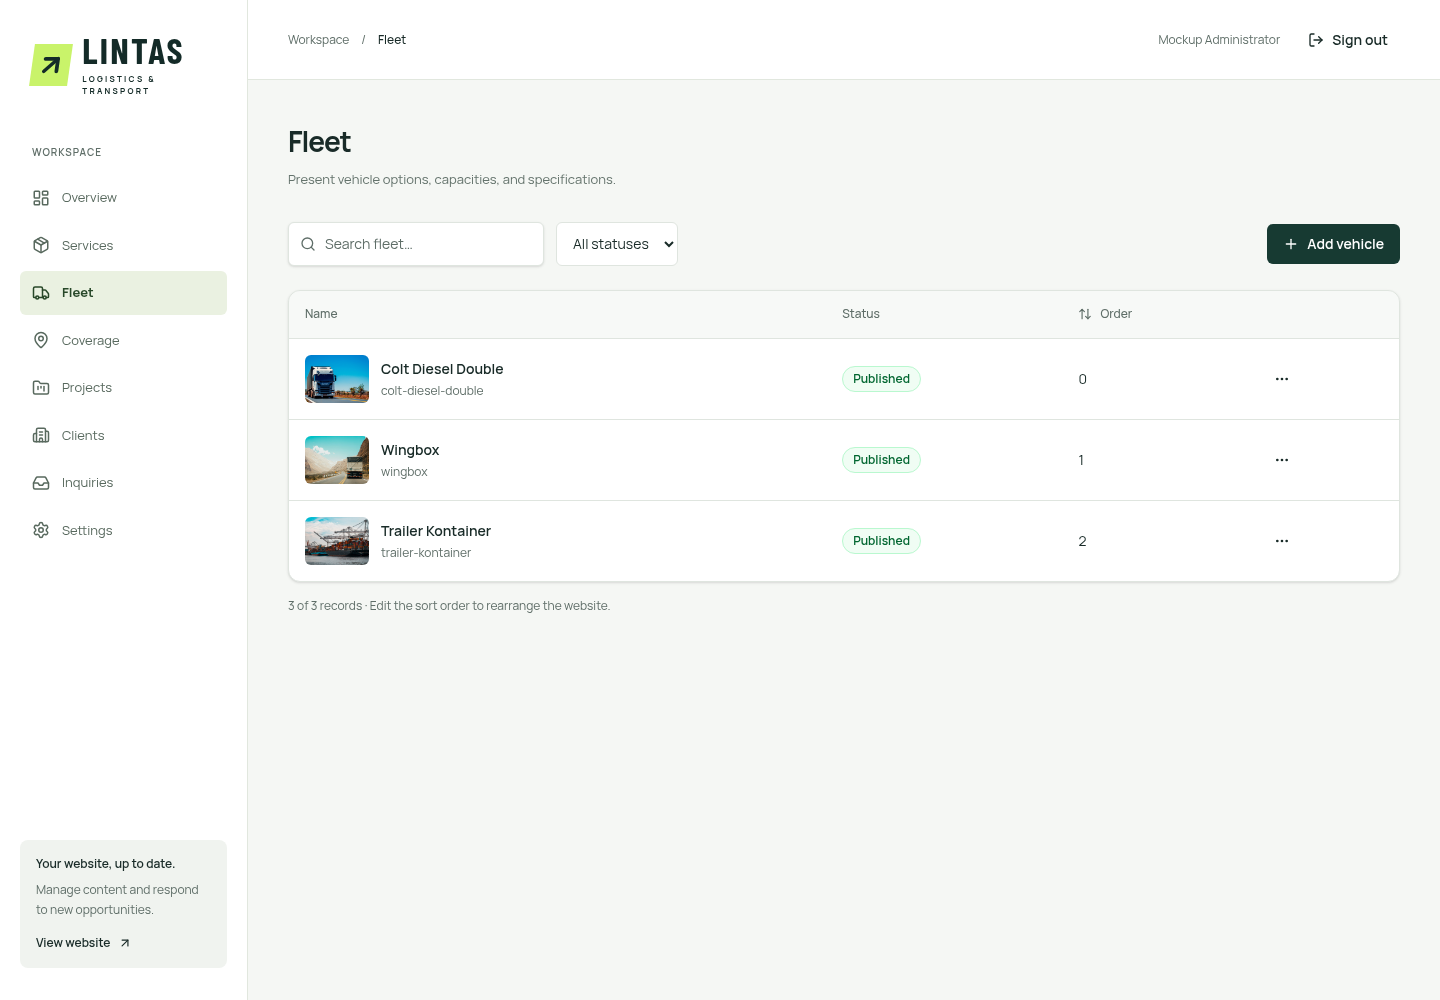 LINTAS
LOGISTICS &
TRANSPORT
WORKSPACE
Overview
Services
Fleet
Coverage
Projects
Clients
Inquiries
Settings
Your website, up to date.
Manage content and respond
to new opportunities.
View website
Workspace / Fleet
Mockup Administrator
Sign out
Fleet
Present vehicle options, capacities, and specifications.
Search fleet...
All statuses
Add vehicle
Name Status Order
Colt Diesel Double
colt-diesel-double
Published
0
Wingbox
wingbox
Published
1
Trailer Kontainer
trailer-kontainer
Published
2
3 of 3 records · Edit the sort order to rearrange the website.